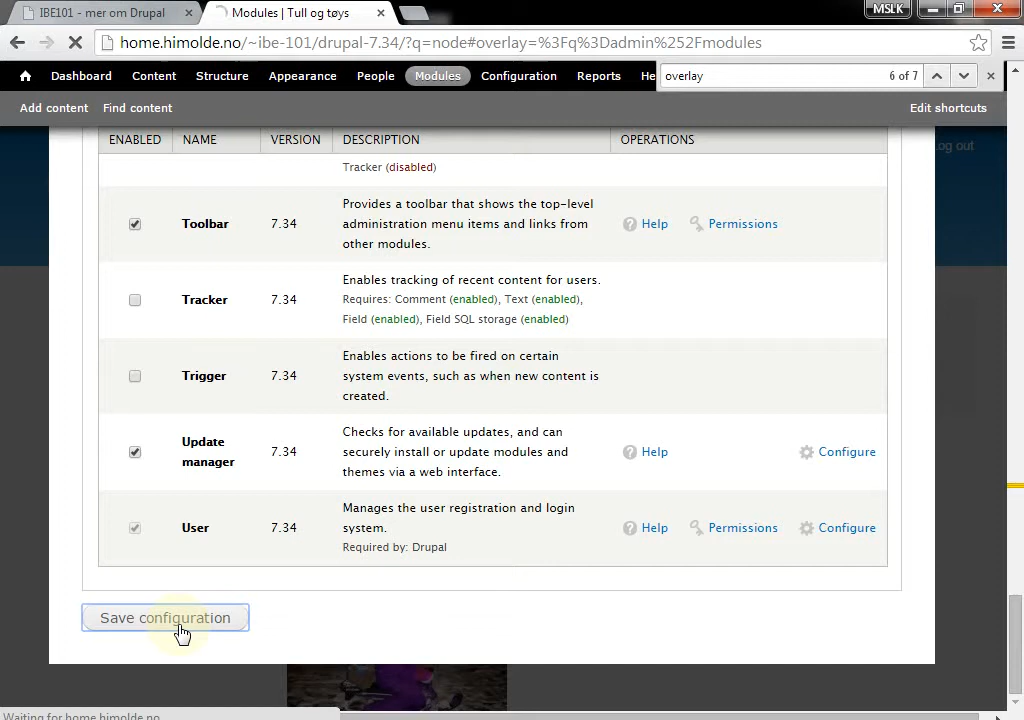 IBE101 - mer om Drupal
Modules | Tull og tøys
MSLK
home.himolde.no/~ibe-101/drupal-7.34/?q=node#overlay=%3Fq%3Dadmin%252Fmodules
Dashboard Content Structure Appearance People Modules Configuration Reports He
overlay 6 of 7
Add content Find content Edit shortcuts
Log out
ENABLED NAME VERSION DESCRIPTION OPERATIONS
Tracker (disabled)
Toolbar 7.34 Provides a toolbar that shows the top-level
administration menu items and links from
other modules.
Help Permissions
Tracker 7.34 Enables tracking of recent content for users.
Requires: Comment (enabled), Text (enabled),
Field (enabled), Field SQL storage (enabled)
Trigger 7.34 Enables actions to be fired on certain
system events, such as when new content is
created.
Update
manager
7.34 Checks for available updates, and can
securely install or update modules and
themes via a web interface.
Help Configure
User 7.34 Manages the user registration and login
system.
Required by: Drupal
Help Permissions Configure
Save configuration
Waiting for home.himolde.no